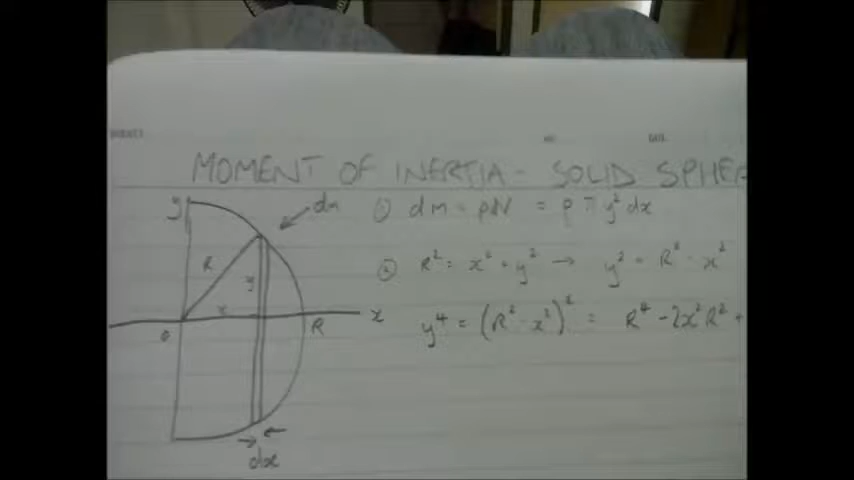 MOMENT OF INERTIA - SOLID SPHER
y
dm
① dm = ρdV = ρ π y² dx
R
y
② R² = x² + y² → y² = R² - x²
x
x
R
o
y⁴ = (R² - x²)² = R⁴ - 2x²R² +
dx